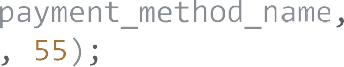 payment_method_name,
, 55);